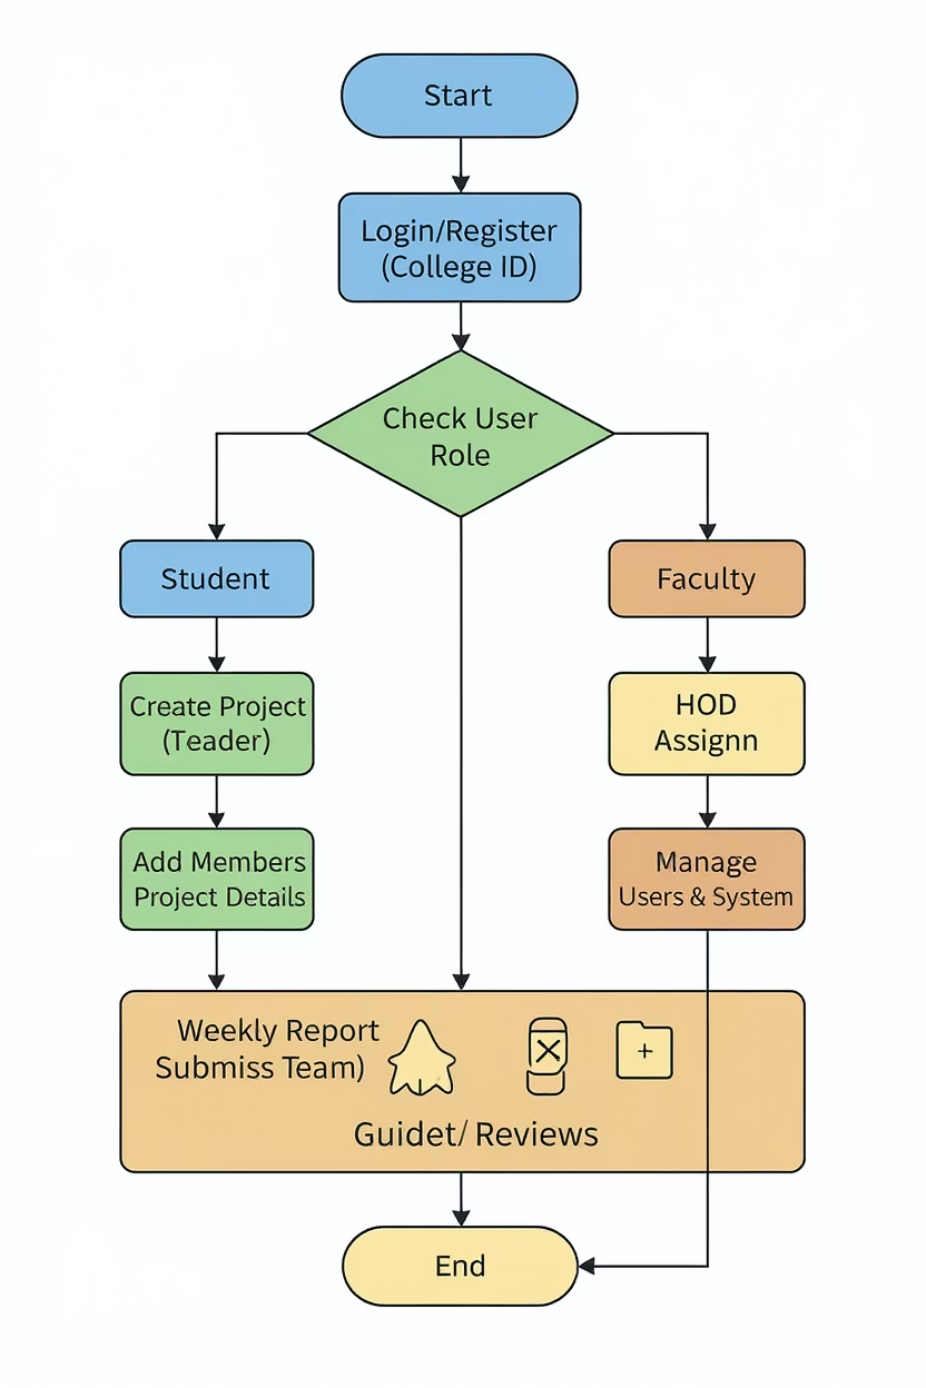 Start
Login/Register
(College ID)
Check User
Role
Student
Faculty
Create Project
(Teader)
HOD
Assignn
Add Members
Project Details
Manage
Users & System
Weekly Report
Submiss Team)
+
Guidet/ Reviews
End